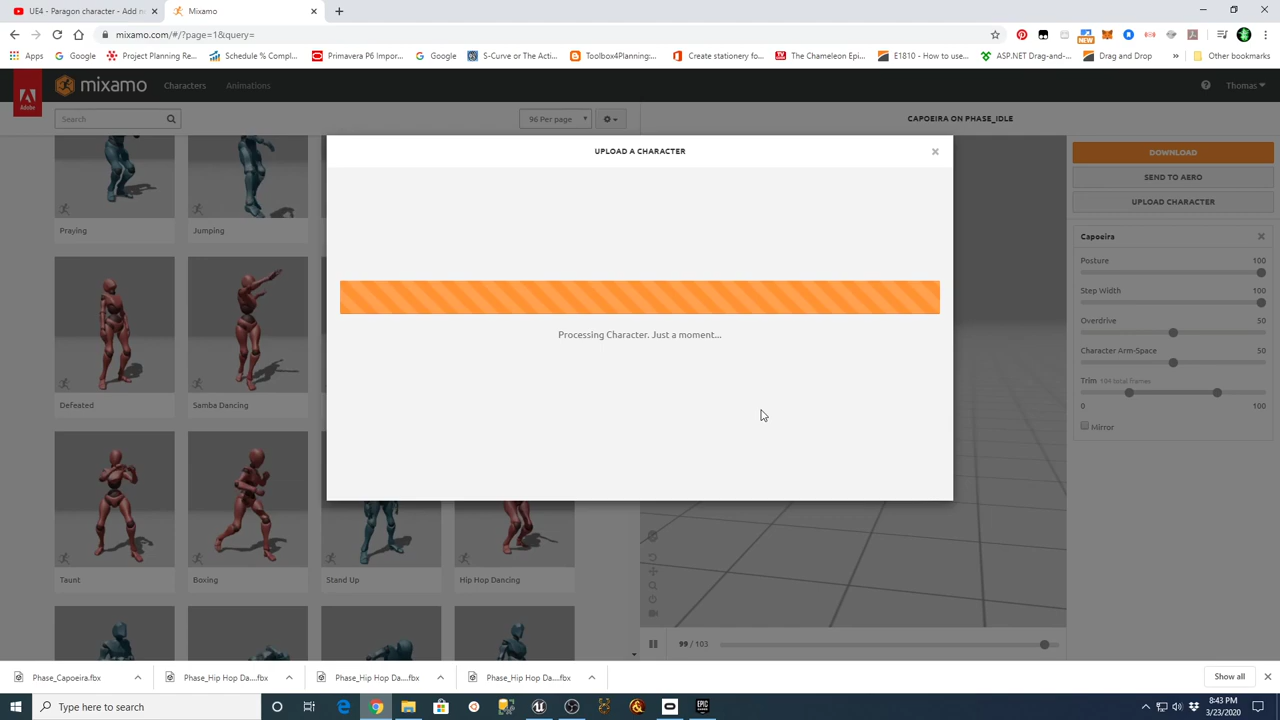 UE4 - Paragon character - Add n
Mixamo
mixamo.com/#/?page=1&query=
Apps
Google
Project Planning Re...
Schedule % Compl...
Primavera P6 Impor...
Google
S-Curve or The Acti...
Toolbox4Planning:...
Create stationery fo...
The Chameleon Epi...
E1810 - How to use...
ASP.NET Drag-and-...
Drag and Drop
»
Other bookmarks
NEW
Adobe
mixamo
Characters
Animations
Thomas
Search
96 Per page
CAPOEIRA ON PHASE_IDLE
UPLOAD A CHARACTER
DOWNLOAD
SEND TO AERO
UPLOAD CHARACTER
Praying
Jumping
Capoeira
Posture 100
Step Width 100
Overdrive 50
Character Arm-Space 50
Trim 104 total frames
0 100
Mirror
Processing Character. Just a moment...
Defeated
Samba Dancing
Taunt
Boxing
Stand Up
Hip Hop Dancing
99 / 103
Phase_Capoeira.fbx
Phase_Hip Hop Da....fbx
Phase_Hip Hop Da....fbx
Phase_Hip Hop Da....fbx
Show all
Type here to search
EPIC
8:43 PM
3/23/2020